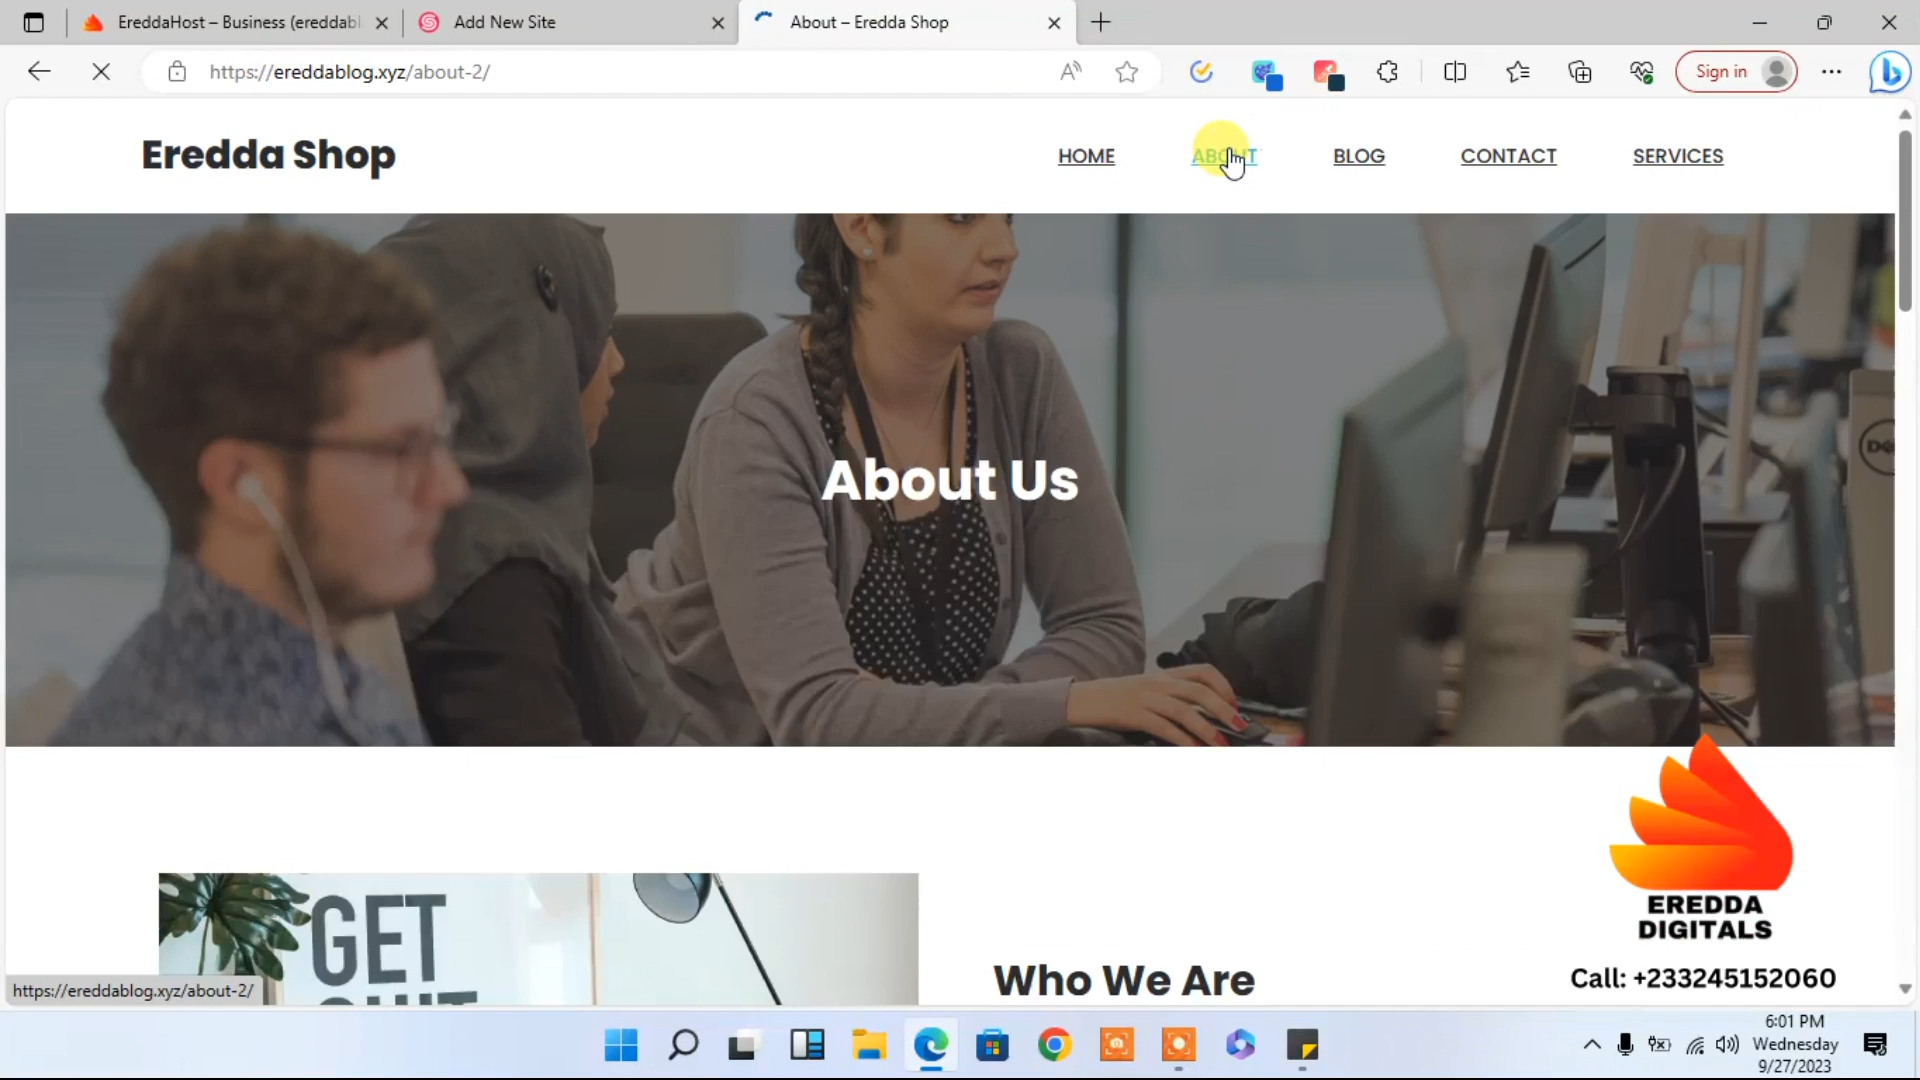 EreddaHost – Business (ereddabl
Add New Site
About – Eredda Shop
https://ereddablog.xyz/about-2/
Sign in
Eredda Shop
HOME
ABOUT
BLOG
CONTACT
SERVICES
About Us
GET
Who We Are
EREDDA
DIGITALS
Call: +233245152060
https://ereddablog.xyz/about-2/
6:01 PM
Wednesday
9/27/2023